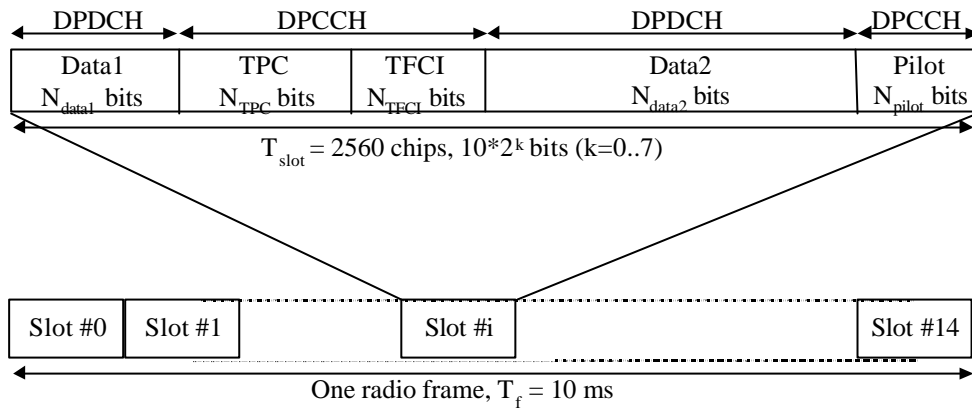 DPDCH DPCCH DPDCH DPCCH
Data1 TPC TFCI Data2 Pilot
N_data1 bits N_TPC bits N_TFCI bits N_data2 bits N_pilot bits
T_slot = 2560 chips, 10*2^k bits (k=0..7)
Slot #0 Slot #1 Slot #i Slot #14
One radio frame, T_f = 10 ms